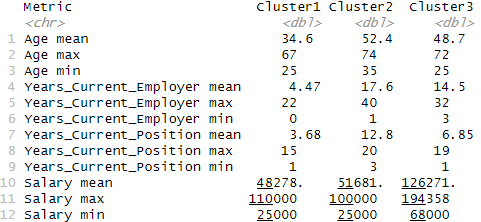 Metric Cluster1 Cluster2 Cluster3
<chr> <dbl> <dbl> <dbl>
1 Age mean 34.6 52.4 48.7
2 Age max 67 74 72
3 Age min 25 35 25
4 Years_Current_Employer mean 4.47 17.6 14.5
5 Years_Current_Employer max 22 40 32
6 Years_Current_Employer min 0 1 3
7 Years_Current_Position mean 3.68 12.8 6.85
8 Years_Current_Position max 15 20 19
9 Years_Current_Position min 1 3 1
10 Salary mean 48278. 51681. 126271.
11 Salary max 110000 100000 194358
12 Salary min 25000 25000 68000